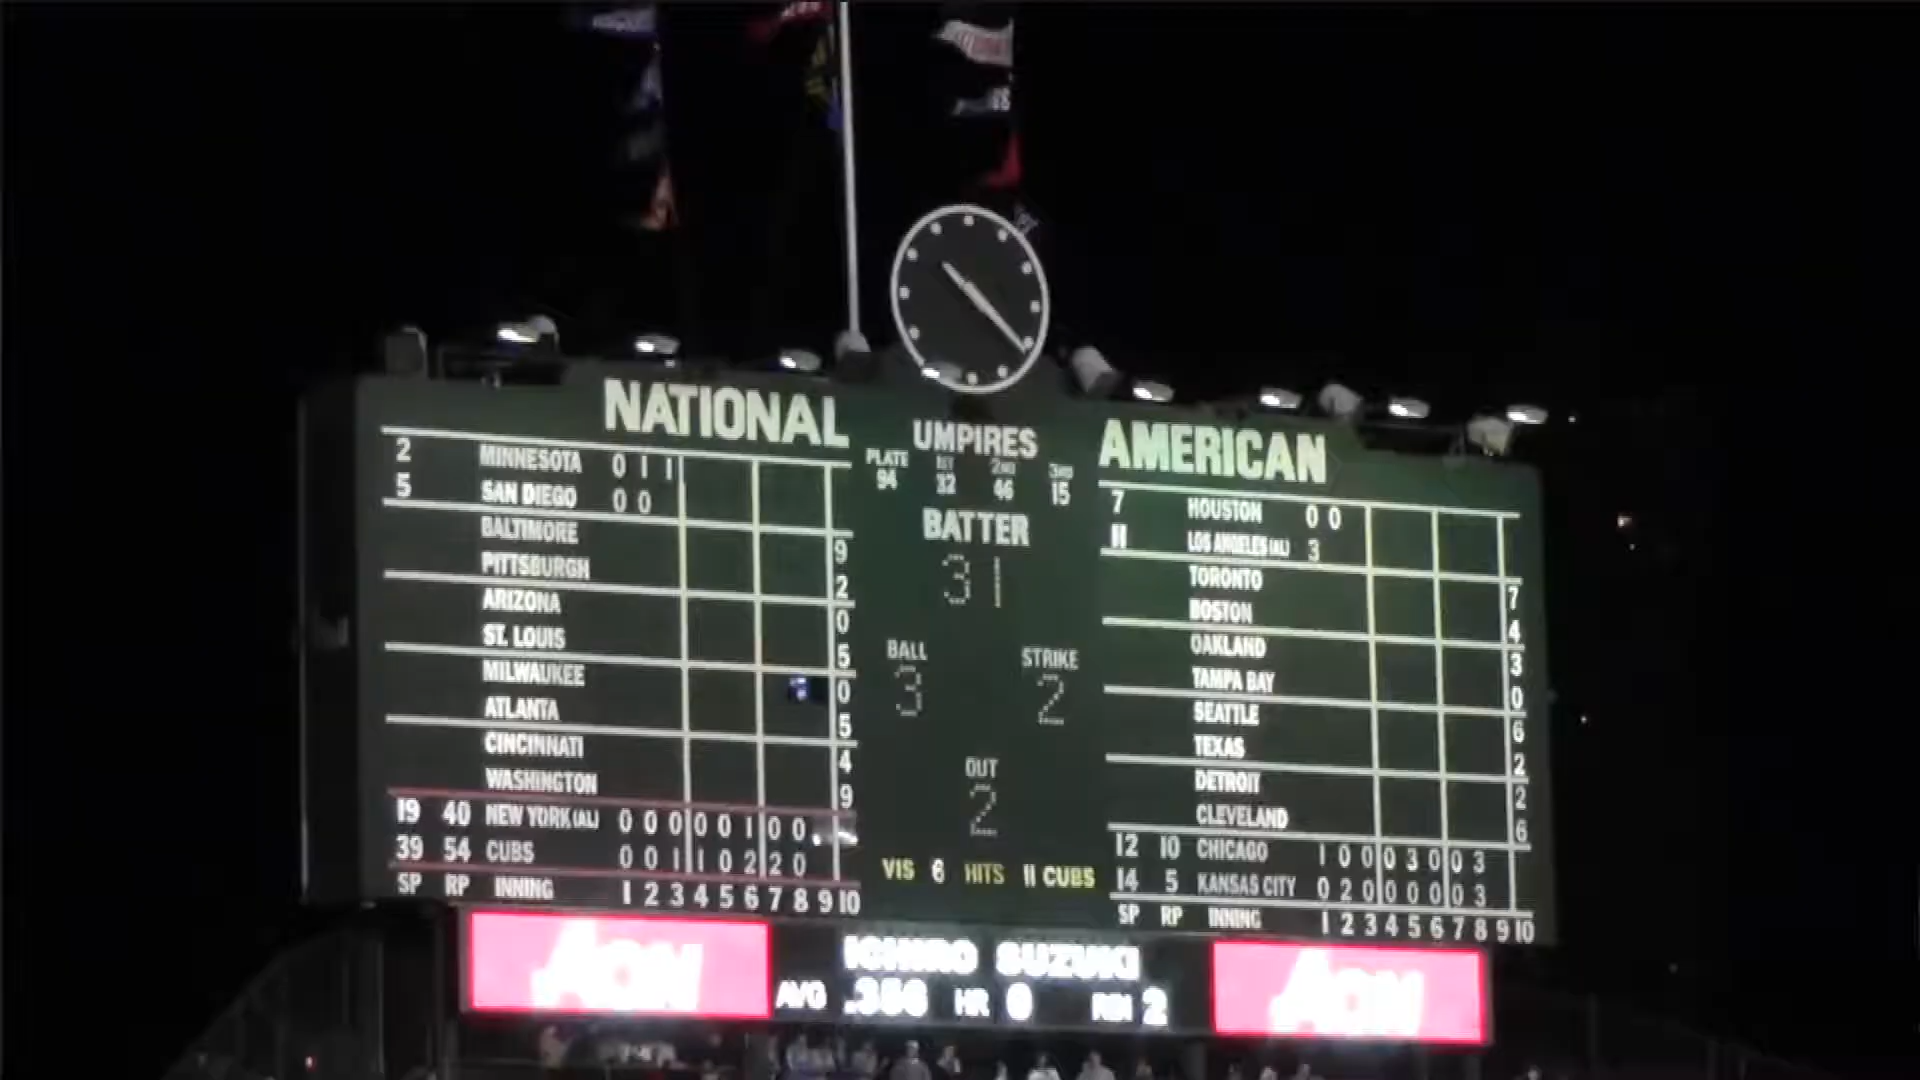 NATIONAL
2 MINNESOTA 0 1 1
5 SAN DIEGO 0 0
BALTIMORE 9
PITTSBURGH 2
ARIZONA 0
ST. LOUIS 5
MILWAUKEE 0
ATLANTA 5
CINCINNATI 4
WASHINGTON 9
19 40 NEW YORK (AL) 0 0 0 0 0 1 0 0
39 54 CUBS 0 0 1 1 0 2 2 0
SP RP INNING 1 2 3 4 5 6 7 8 9 10
UMPIRES
PLATE 1ST 2ND 3RD
94 32 46 15
BATTER
31
BALL STRIKE
3 2
OUT
2
VIS 6 HITS 11 CUBS
AMERICAN
7 HOUSTON 0 0
11 LOS ANGELES (AL) 3
TORONTO 7
BOSTON 4
OAKLAND 3
TAMPA BAY 0
SEATTLE 6
TEXAS 2
DETROIT 2
CLEVELAND 6
12 10 CHICAGO 1 0 0 0 3 0 0 3
14 5 KANSAS CITY 0 2 0 0 0 0 0 3
SP RP INNING 1 2 3 4 5 6 7 8 9 10
AON
ICHIRO SUZUKI
AVG HR 0 2
AON